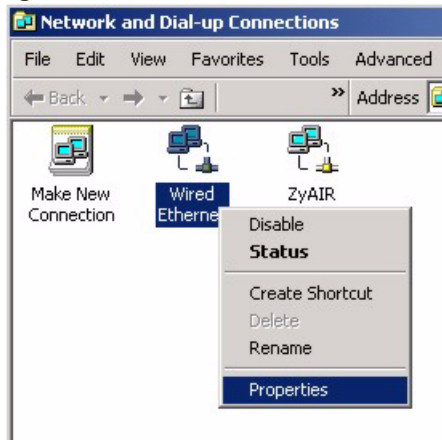 Network and Dial-up Connections
File Edit View Favorites Tools Advanced
Back » Address
Make New Connection
Wired
ZyAIR
Disable
Status
Create Shortcut
Delete
Rename
Properties